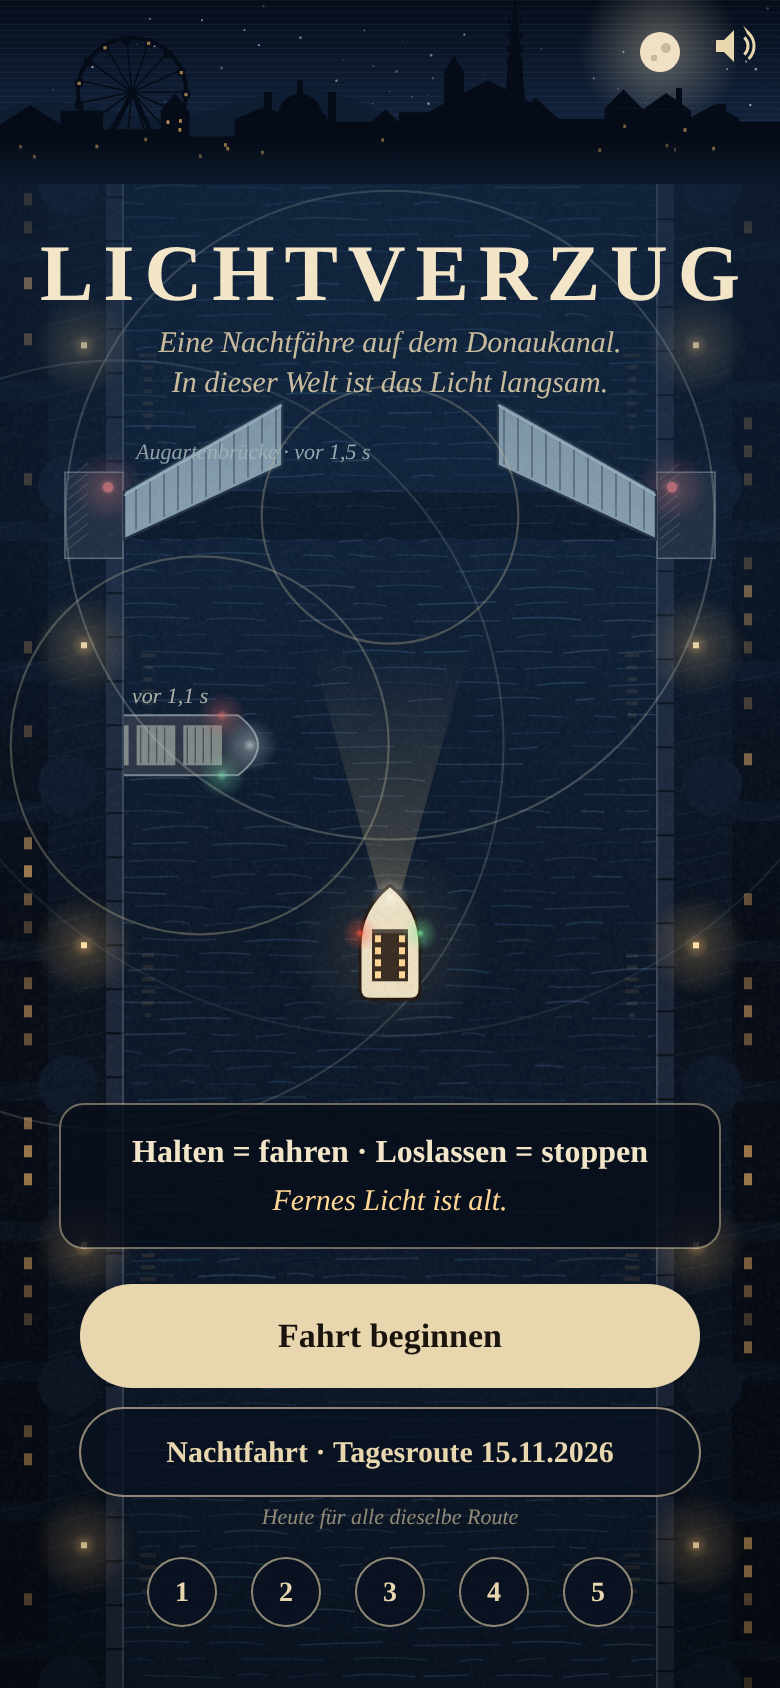 LICHTVERZUG
Eine Nachtfähre auf dem Donaukanal.
In dieser Welt ist das Licht langsam.
Augartenbrücke · vor 1,5 s
vor 1,1 s
Halten = fahren · Loslassen = stoppen
Fernes Licht ist alt.
Fahrt beginnen
Nachtfahrt · Tagesroute 15.11.2026
Heute für alle dieselbe Route
1 2 3 4 5